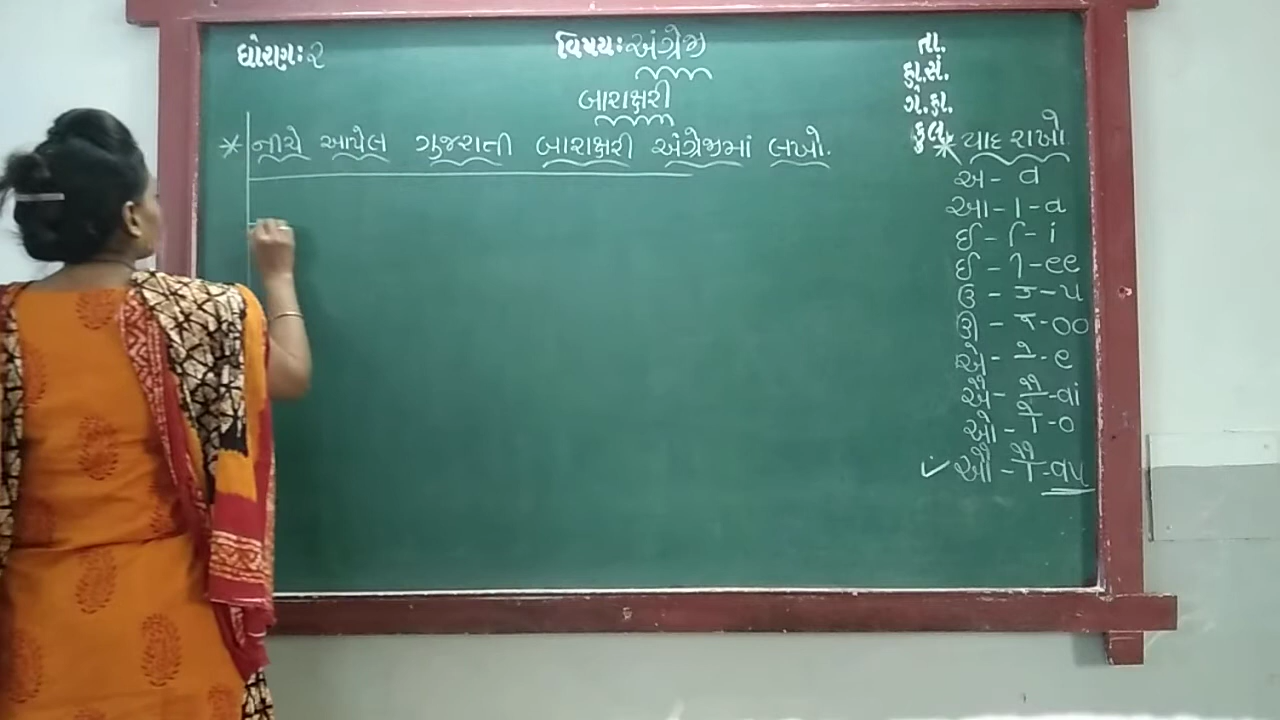 ધોરણ: ૨
વિષય: અંગ્રેજી
તા.
હા.સં.
ગે.હા.
કુલ.
બારાક્ષરી
* નીચે આપેલ ગુજરાતી બારાક્ષરી અંગ્રેજીમાં લખો.
* યાદ રાખો
અ - a
આ - ા - a
ઈ - િ - i
ઈ - ી - ee
ઉ - ુ - u
ઊ - ૂ - oo
એ - ે - e
ઐ - ૈ - ai
ઓ - ો - o
✓ ઔ - ૌ - au